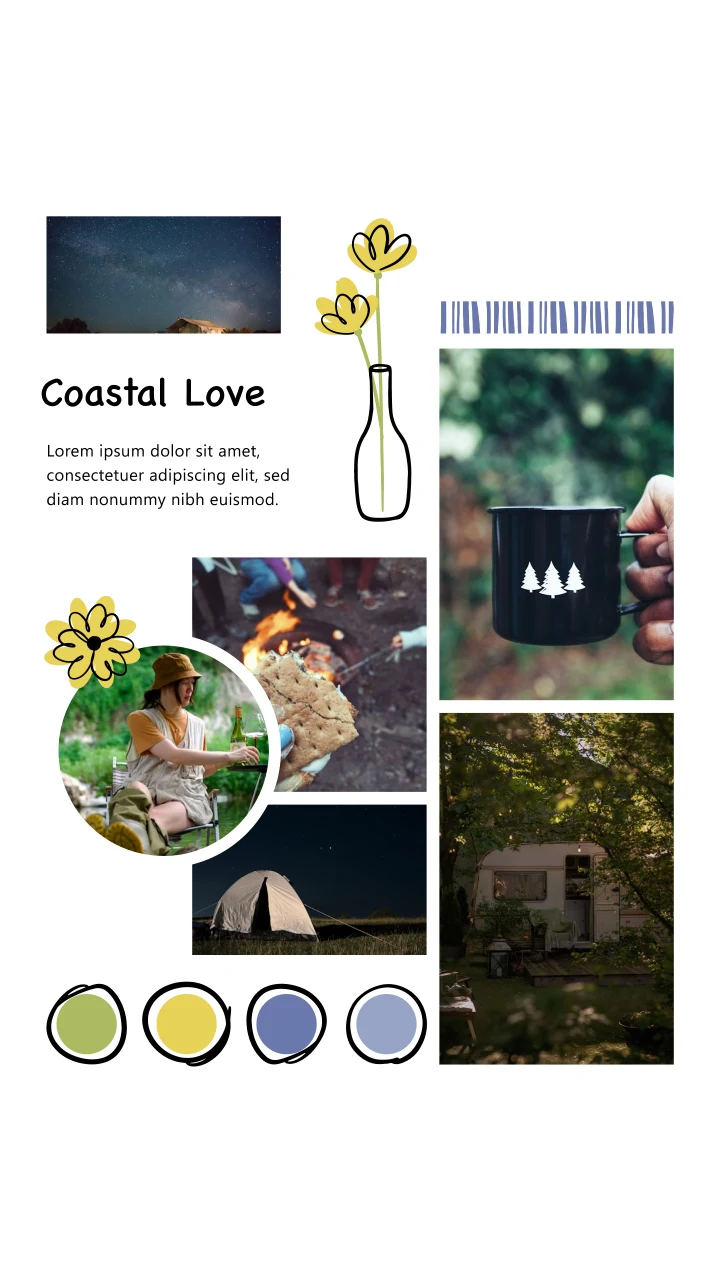 Coastal Love
Lorem ipsum dolor sit amet,
consectetuer adipiscing elit, sed
diam nonummy nibh euismod.